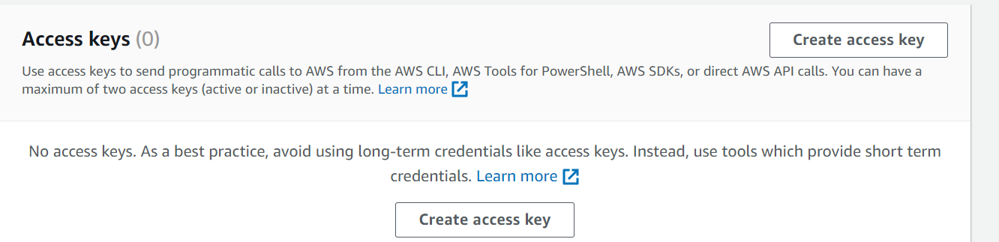 Access keys (0)
Create access key
Use access keys to send programmatic calls to AWS from the AWS CLI, AWS Tools for PowerShell, AWS SDKs, or direct AWS API calls. You can have a
maximum of two access keys (active or inactive) at a time. Learn more
No access keys. As a best practice, avoid using long-term credentials like access keys. Instead, use tools which provide short term
credentials. Learn more
Create access key